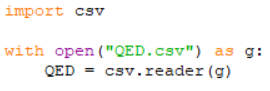 import csv
with open("QED.csv") as g:
    QED = csv.reader(g)